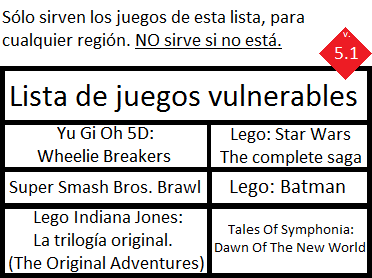 Sólo sirven los juegos de esta lista, para
cualquier región. NO sirve si no está.
v.
5.1
Lista de juegos vulnerables
Yu Gi Oh 5D:
Wheelie Breakers
Lego: Star Wars
The complete saga
Super Smash Bros. Brawl
Lego: Batman
Lego Indiana Jones:
La trilogía original.
(The Original Adventures)
Tales Of Symphonia:
Dawn Of The New World